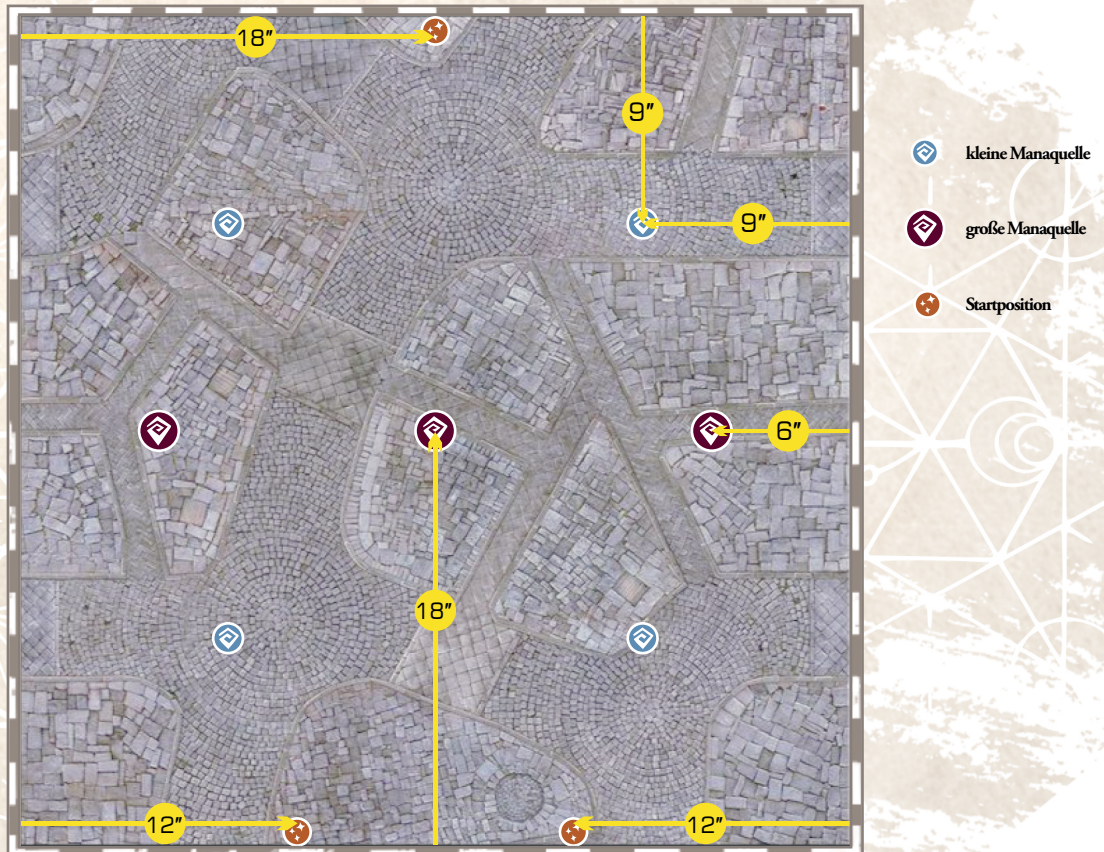 18”
9”
kleine Manaquelle
9”
große Manaquelle
Startposition
6”
18”
12”
12”